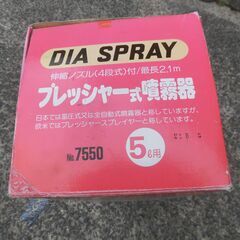 DIA SPRAY
伸縮ノズル(4段式)付/最長2.1m
プレッシャー式噴霧器
日本では蓄圧式又は全自動式噴霧器と称していますが、
欧米ではプレッシャースプレイヤーと称しています。
No.7550
5ℓ用